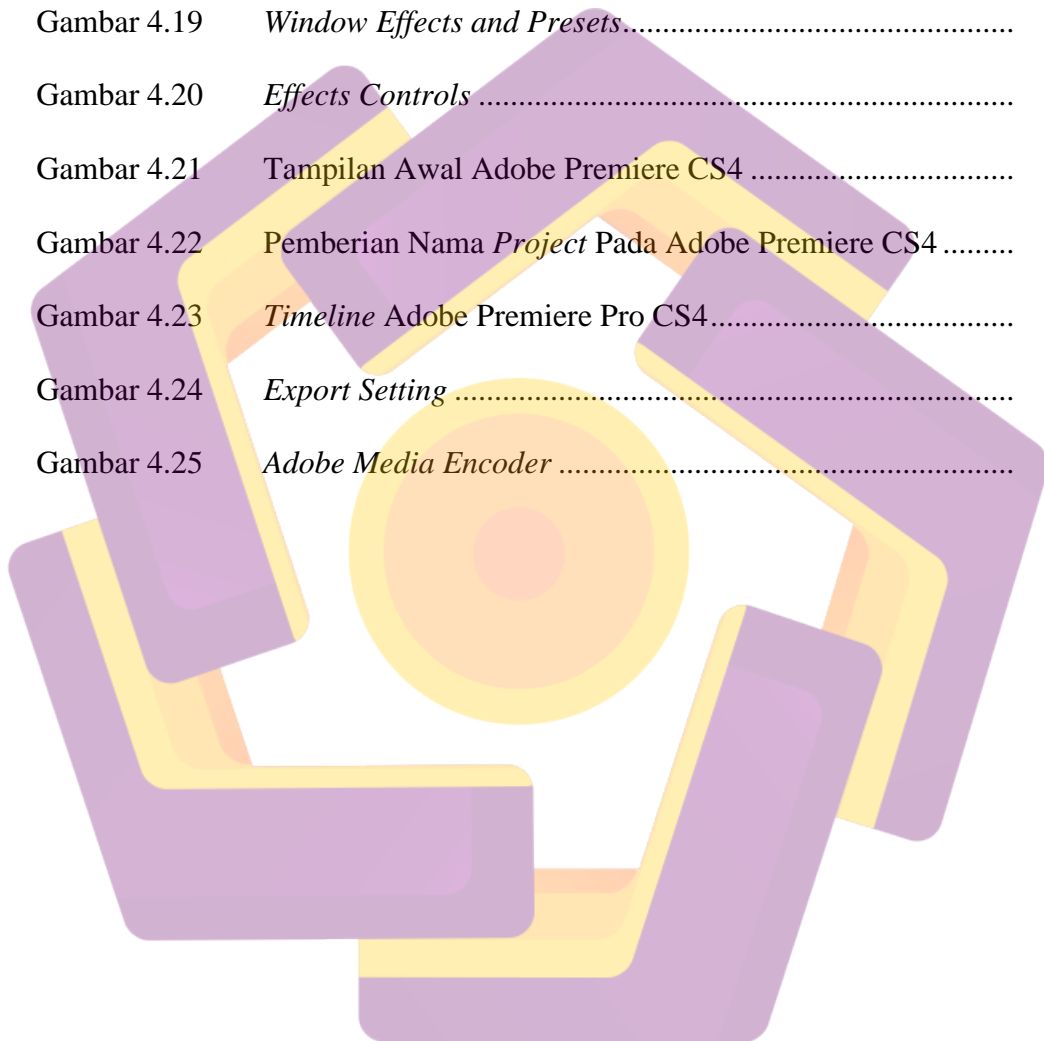 Gambar 4.19 Window Effects and Presets.................................................
Gambar 4.20 Effects Controls ....................................................................
Gambar 4.21 Tampilan Awal Adobe Premiere CS4 .................................
Gambar 4.22 Pemberian Nama Project Pada Adobe Premiere CS4 .........
Gambar 4.23 Timeline Adobe Premiere Pro CS4......................................
Gambar 4.24 Export Setting .......................................................................
Gambar 4.25 Adobe Media Encoder ..........................................................